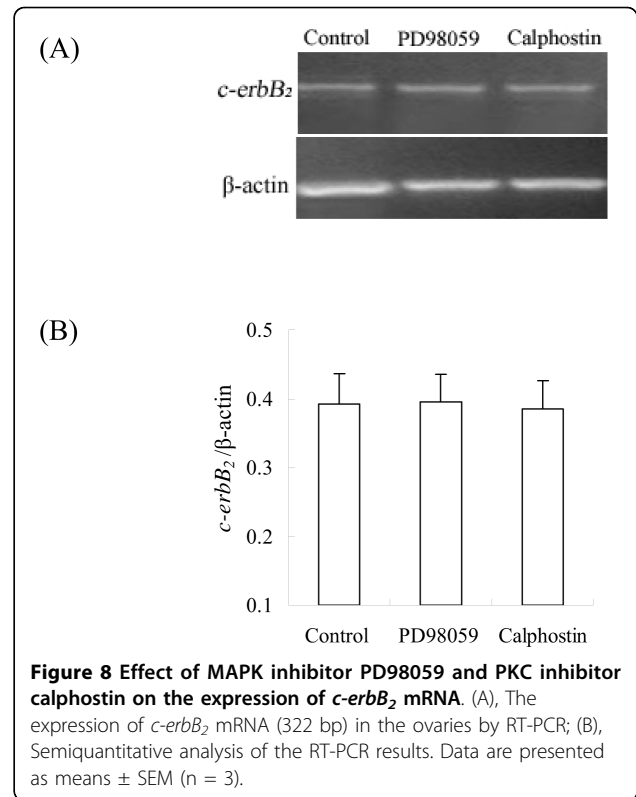 (A)
Control PD98059 Calphostin
c-erbB₂
β-actin
(B)
0.5
0.4
0.3
0.2
0.1
c-erbB₂/β-actin
Control PD98059 Calphostin
Figure 8 Effect of MAPK inhibitor PD98059 and PKC inhibitor
calphostin on the expression of c-erbB₂ mRNA. (A), The
expression of c-erbB₂ mRNA (322 bp) in the ovaries by RT-PCR; (B),
Semiquantitative analysis of the RT-PCR results. Data are presented
as means ± SEM (n = 3).